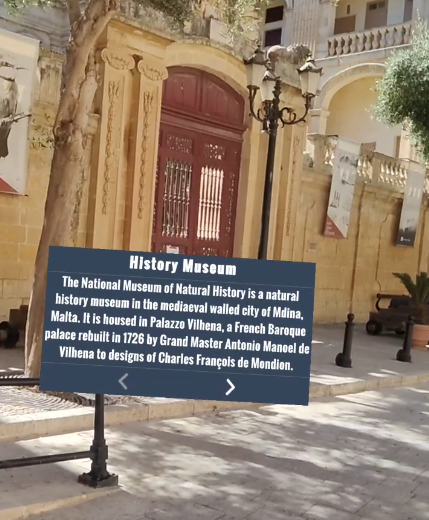 History Museum
The National Museum of Natural History is a natural
history museum in the mediaeval walled city of Mdina,
Malta. It is housed in Palazzo Vilhena, a French Baroque
palace rebuilt in 1726 by Grand Master Antonio Manoel de
Vilhena to designs of Charles François de Mondion.